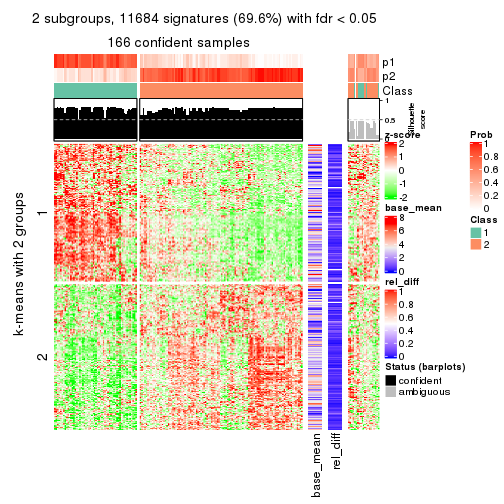 2 subgroups, 11684 signatures (69.6%) with fdr < 0.05
166 confident samples
p1
p2
Class
1
0.5
0
Silhouette
score
k-means with 2 groups
1
2
base_mean
rel_diff
z-score
2
1
0
-1
-2
base_mean
8
6
4
2
0
rel_diff
1
0.8
0.6
0.4
0.2
0
Status (barplots)
confident
ambiguous
Prob
1
0.8
0.6
0.4
0.2
0
Class
1
2